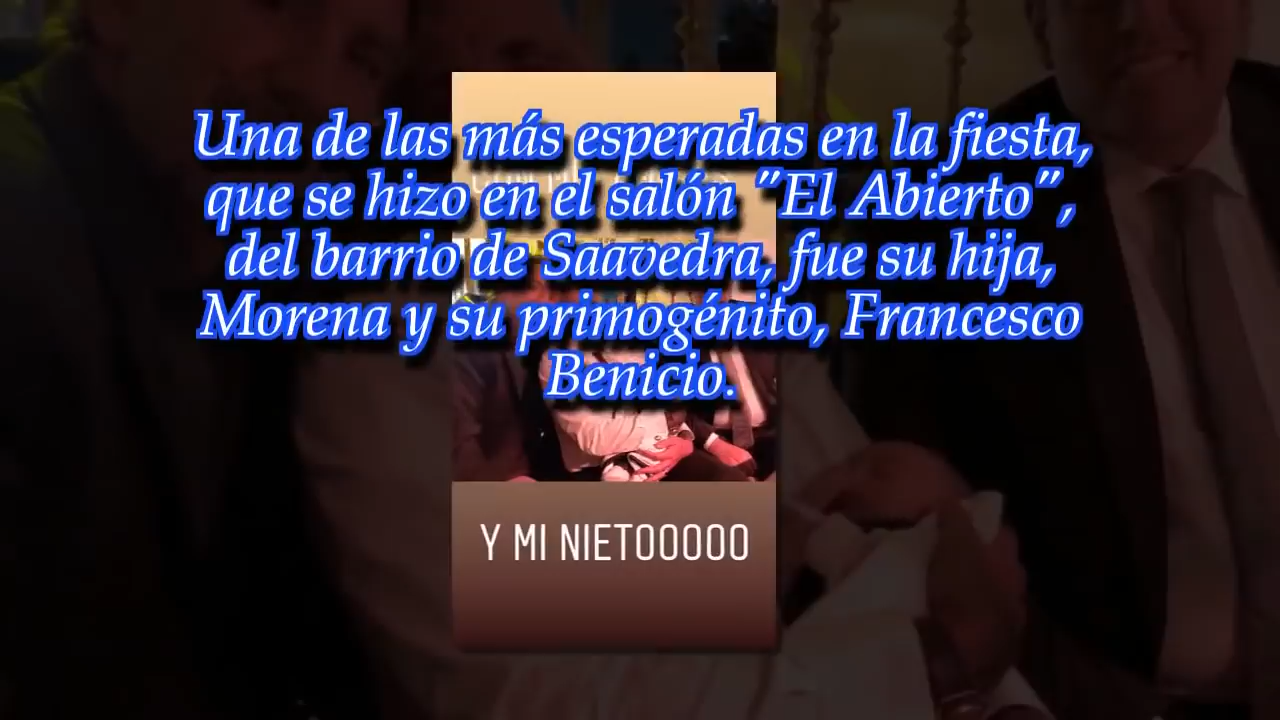 Una de las más esperadas en la fiesta,
que se hizo en el salón "El Abierto",
del barrio de Saavedra, fue su hija,
Morena y su primogénito, Francesco
Benicio.
Y MI NIETOOOOO